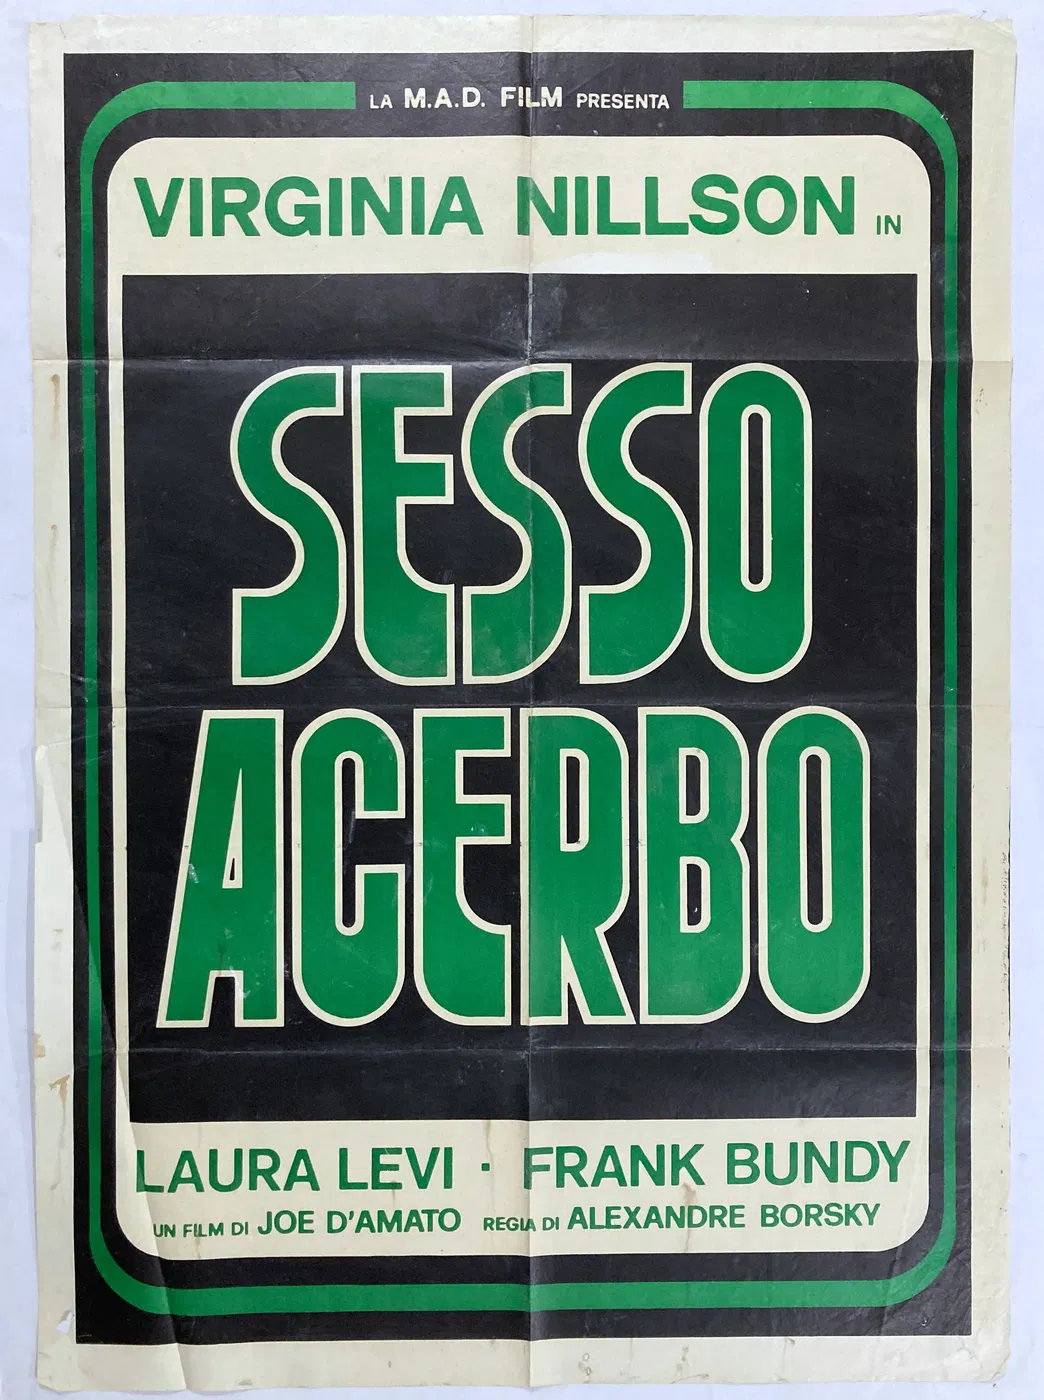 LA M.A.D. FILM PRESENTA
VIRGINIA NILLSON IN
SESSO
ACERBO
LAURA LEVI · FRANK BUNDY
UN FILM DI JOE D'AMATO REGIA DI ALEXANDRE BORSKY